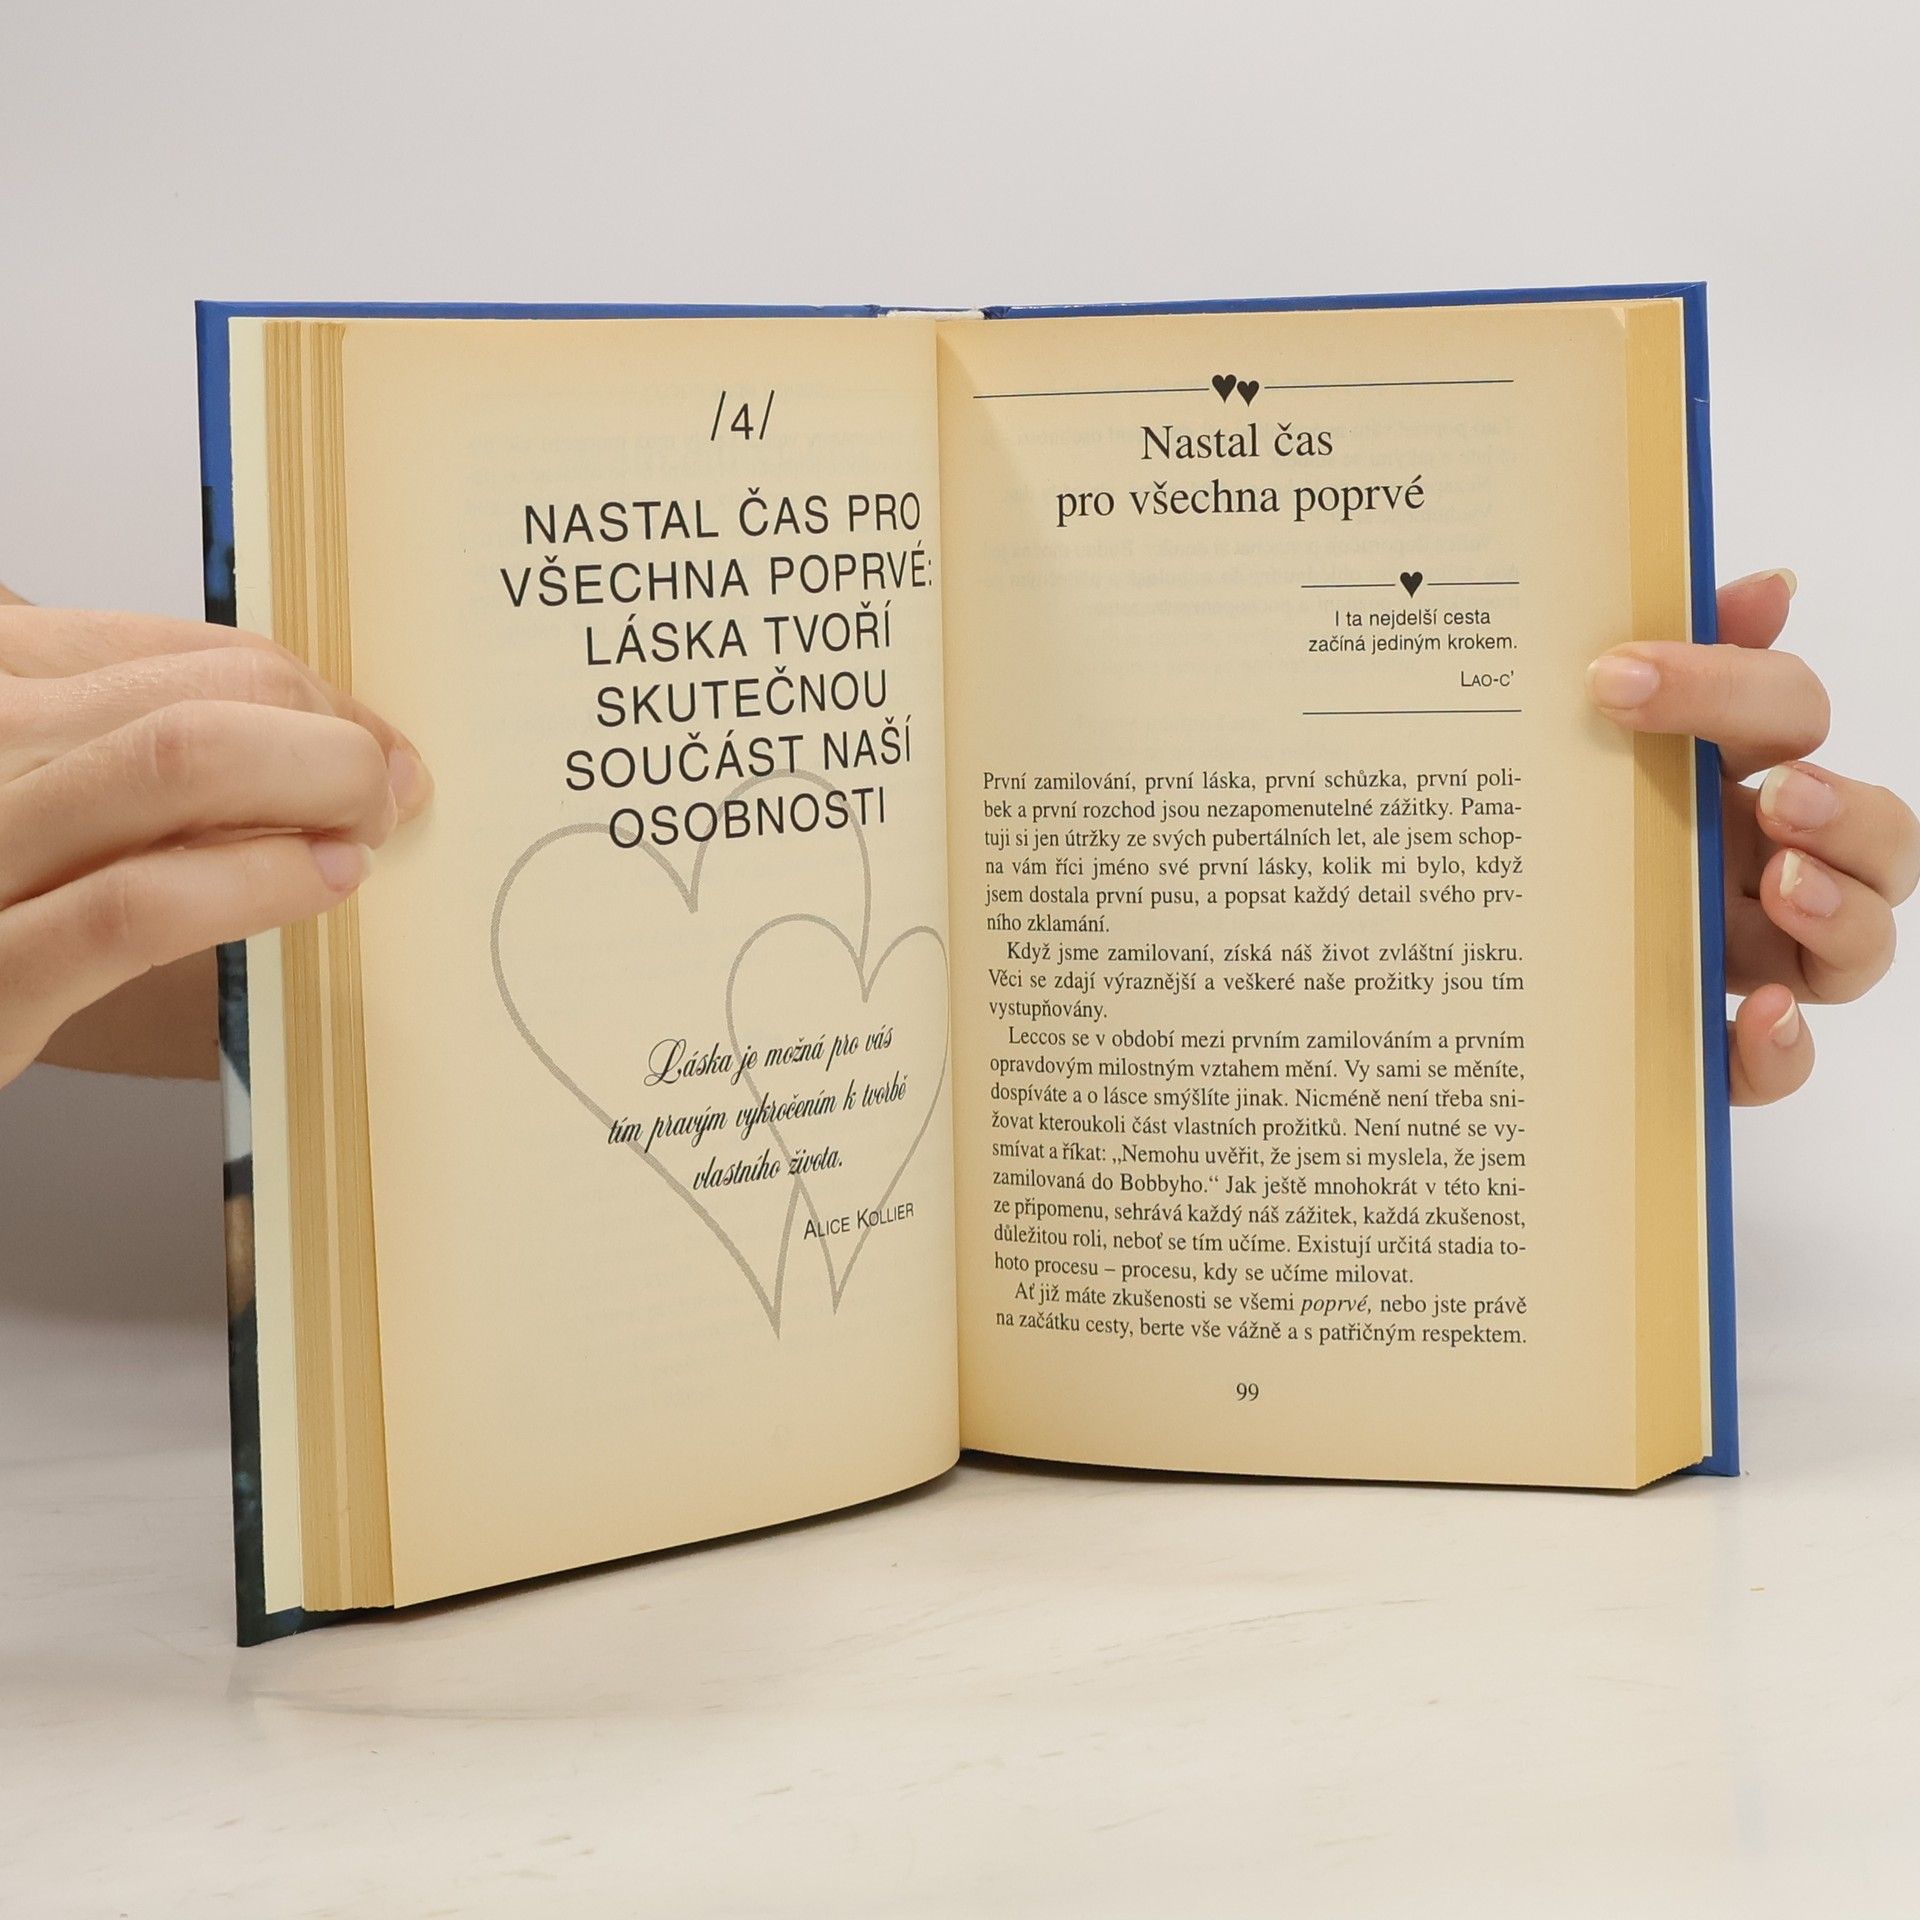 /4/
NASTAL ČAS PRO
VŠECHNA POPRVÉ:
LÁSKA TVOŘÍ
SKUTEČNOU
SOUČÁST NAŠÍ
OSOBNOSTI
Láska je možná pro vás
tím pravým vykročením k tvorbě
vlastního života.
ALICE KOLLIER
Nastal čas
pro všechna poprvé
I ta nejdelší cesta
začíná jediným krokem.
LAO-C'
První zamilování, první láska, první schůzka, první poli-
bek a první rozchod jsou nezapomenutelné zážitky. Pama-
tuji si jen útržky ze svých pubertálních let, ale jsem schop-
na vám říci jméno své první lásky, kolik mi bylo, když
jsem dostala první pusu, a popsat každý detail svého prv-
ního zklamání.
Když jsme zamilovaní, získá náš život zvláštní jiskru.
Věci se zdají výraznější a veškeré naše prožitky jsou tím
vystupňovány.
Leccos se v období mezi prvním zamilováním a prvním
opravdovým milostným vztahem mění. Vy sami se měníte,
dospíváte a o lásce smýšlíte jinak. Nicméně není třeba sni-
žovat kteroukoli část vlastních prožitků. Není nutné se vy-
smívat a říkat: „Nemohu uvěřit, že jsem si myslela, že jsem
zamilovaná do Bobbyho.“ Jak ještě mnohokrát v této kni-
ze připomenu, sehrává každý náš zážitek, každá zkušenost,
důležitou roli, neboť se tím učíme. Existují určitá stadia to-
hoto procesu – procesu, kdy se učíme milovat.
Ať již máte zkušenosti se všemi poprvé, nebo jste právě
na začátku cesty, berte vše vážně a s patřičným respektem.
99